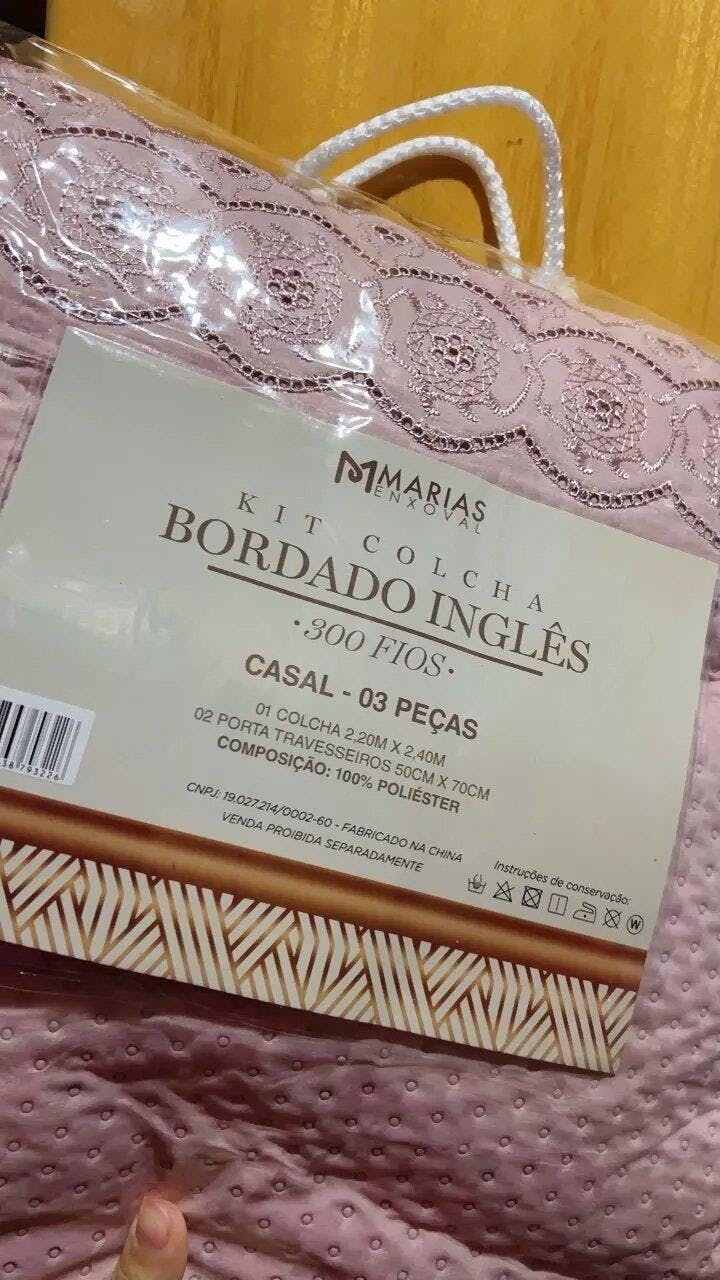 MARIAS
ENXOVAL
KIT COLCHA
BORDADO INGLÊS
•300 FIOS•
CASAL - 03 PEÇAS
01 COLCHA 2,20M X 2,40M
02 PORTA TRAVESSEIROS 50CM X 70CM
COMPOSIÇÃO: 100% POLIÉSTER
CNPJ: 19.027.214/0002-60 - FABRICADO NA CHINA
VENDA PROIBIDA SEPARADAMENTE
Instruções de conservação:
W
793226